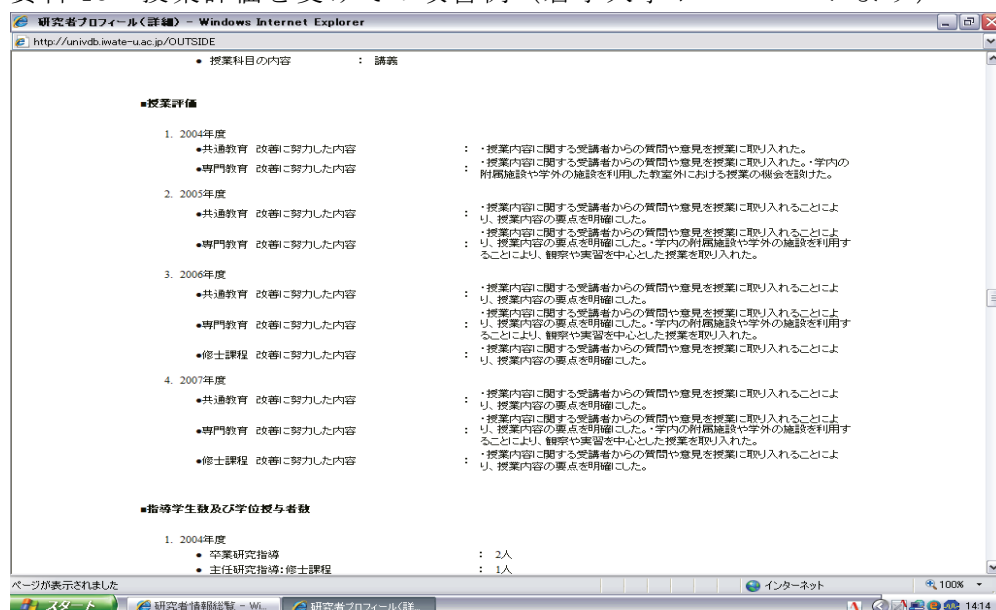 研究者プロフィール(詳細) - Windows Internet Explorer
http://univdb.iwate-u.ac.jp/OUTSIDE
• 授業科目の内容 : 講義
■授業評価
1. 2004年度
●共通教育 改善に努力した内容 : ・授業内容に関する受講者からの質問や意見を授業に取り入れた。
●専門教育 改善に努力した内容 : ・授業内容に関する受講者からの質問や意見を授業に取り入れた。・学内の
附属施設や学外の施設を利用した教室外における授業の機会を設けた。
2. 2005年度
●共通教育 改善に努力した内容 : ・授業内容に関する受講者からの質問や意見を授業に取り入れることによ
り、授業内容の要点を明確にした。
●専門教育 改善に努力した内容 : ・授業内容に関する受講者からの質問や意見を授業に取り入れることによ
り、授業内容の要点を明確にした。・学内の附属施設や学外の施設を利用す
ることにより、観察や実習を中心とした授業を取り入れた。
3. 2006年度
●共通教育 改善に努力した内容 : ・授業内容に関する受講者からの質問や意見を授業に取り入れることによ
り、授業内容の要点を明確にした。
●専門教育 改善に努力した内容 : ・授業内容に関する受講者からの質問や意見を授業に取り入れることによ
り、授業内容の要点を明確にした。・学内の附属施設や学外の施設を利用す
ることにより、観察や実習を中心とした授業を取り入れた。
●修士課程 改善に努力した内容 : ・授業内容に関する受講者からの質問や意見を授業に取り入れることによ
り、授業内容の要点を明確にした。
4. 2007年度
●共通教育 改善に努力した内容 : ・授業内容に関する受講者からの質問や意見を授業に取り入れることによ
り、授業内容の要点を明確にした。
●専門教育 改善に努力した内容 : ・授業内容に関する受講者からの質問や意見を授業に取り入れることによ
り、授業内容の要点を明確にした。・学内の附属施設や学外の施設を利用す
ることにより、観察や実習を中心とした授業を取り入れた。
●修士課程 改善に努力した内容 : ・授業内容に関する受講者からの質問や意見を授業に取り入れることによ
り、授業内容の要点を明確にした。
■指導学生数及び学位授与者数
1. 2004年度
• 卒業研究指導 : 2人
• 主任研究指導:修士課程 : 1人
ページが表示されました インターネット 100%
スタート 研究者情報総覧 - Wi... 研究者プロフィール(詳... 14:14